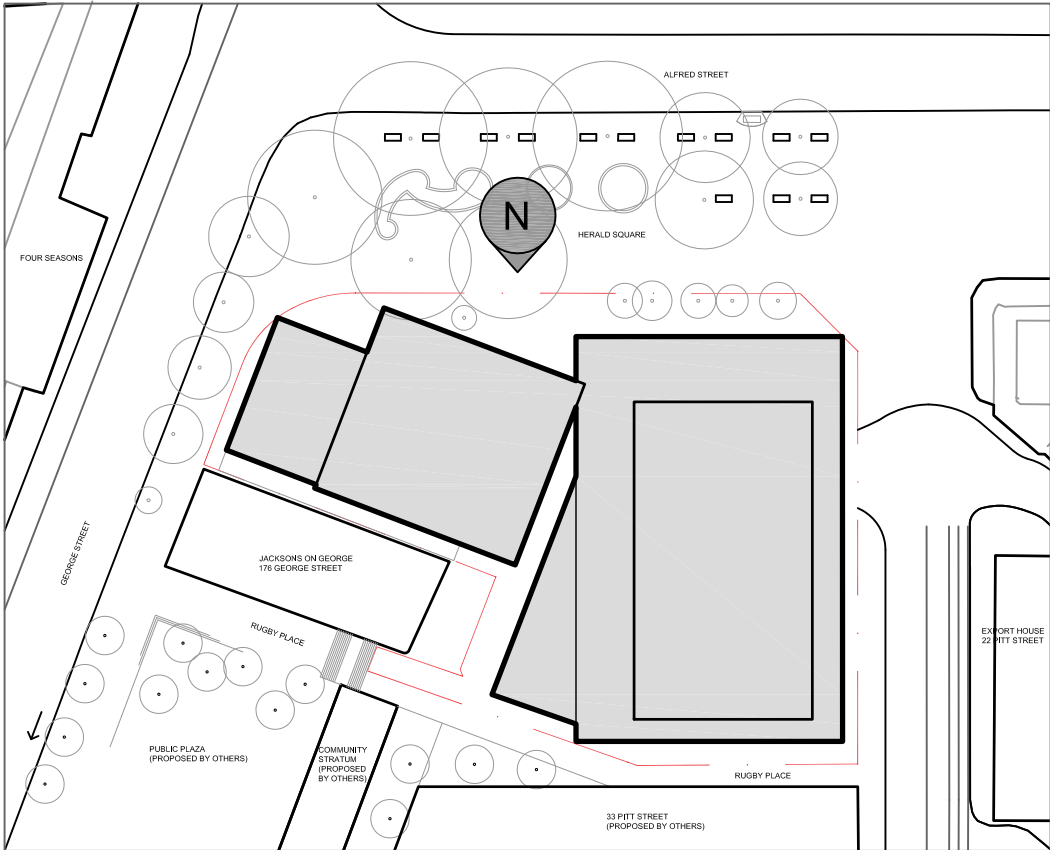 ALFRED STREET
N
HERALD SQUARE
FOUR SEASONS
GEORGE STREET
JACKSONS ON GEORGE
176 GEORGE STREET
RUGBY PLACE
EXPORT HOUSE
22 PITT STREET
PUBLIC PLAZA
(PROPOSED BY OTHERS)
COMMUNITY
STRATUM
(PROPOSED
BY OTHERS)
RUGBY PLACE
33 PITT STREET
(PROPOSED BY OTHERS)